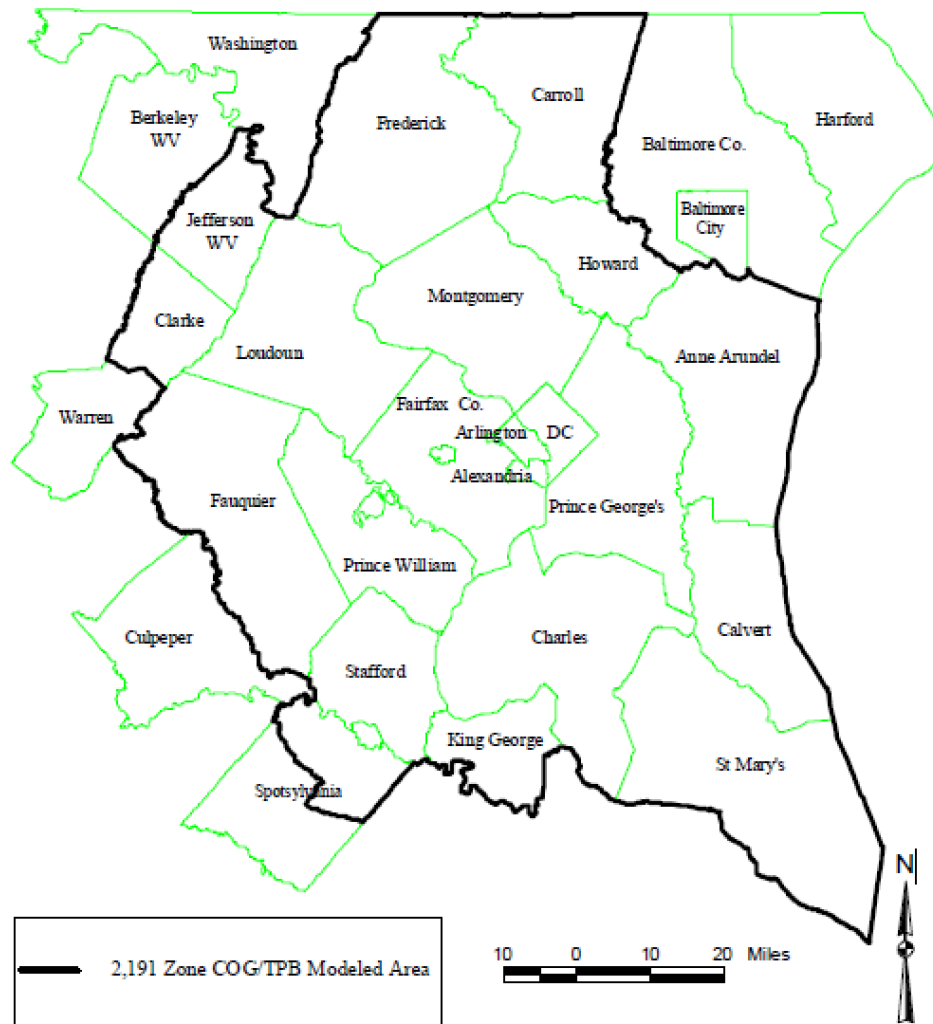 Washington
Carroll
Frederick
Harford
Berkeley
WV
Baltimore Co.
Jefferson
WV
Baltimore
City
Howard
Montgomery
Clarke
Loudoun
Anne Arundel
Warren
Fairfax Co.
Arlington
DC
Alexandria
Fauquier
Prince George's
Prince William
Culpeper
Charles
Calvert
Stafford
King George
St Mary's
Spotsylvania
N
2,191 Zone COG/TPB Modeled Area
10 0 10 20 Miles